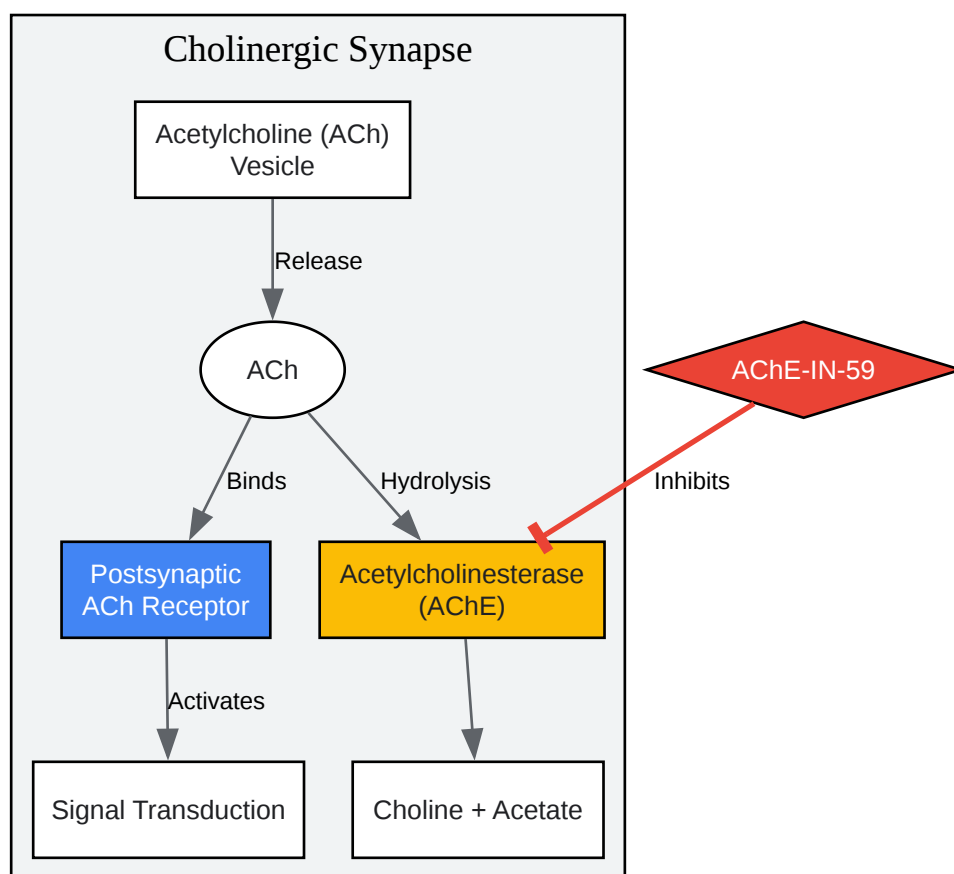 Cholinergic Synapse
Acetylcholine (ACh)
Vesicle
Release
ACh
AChE-IN-59
Binds
Hydrolysis
Inhibits
Postsynaptic
ACh Receptor
Acetylcholinesterase
(AChE)
Activates
Signal Transduction
Choline + Acetate